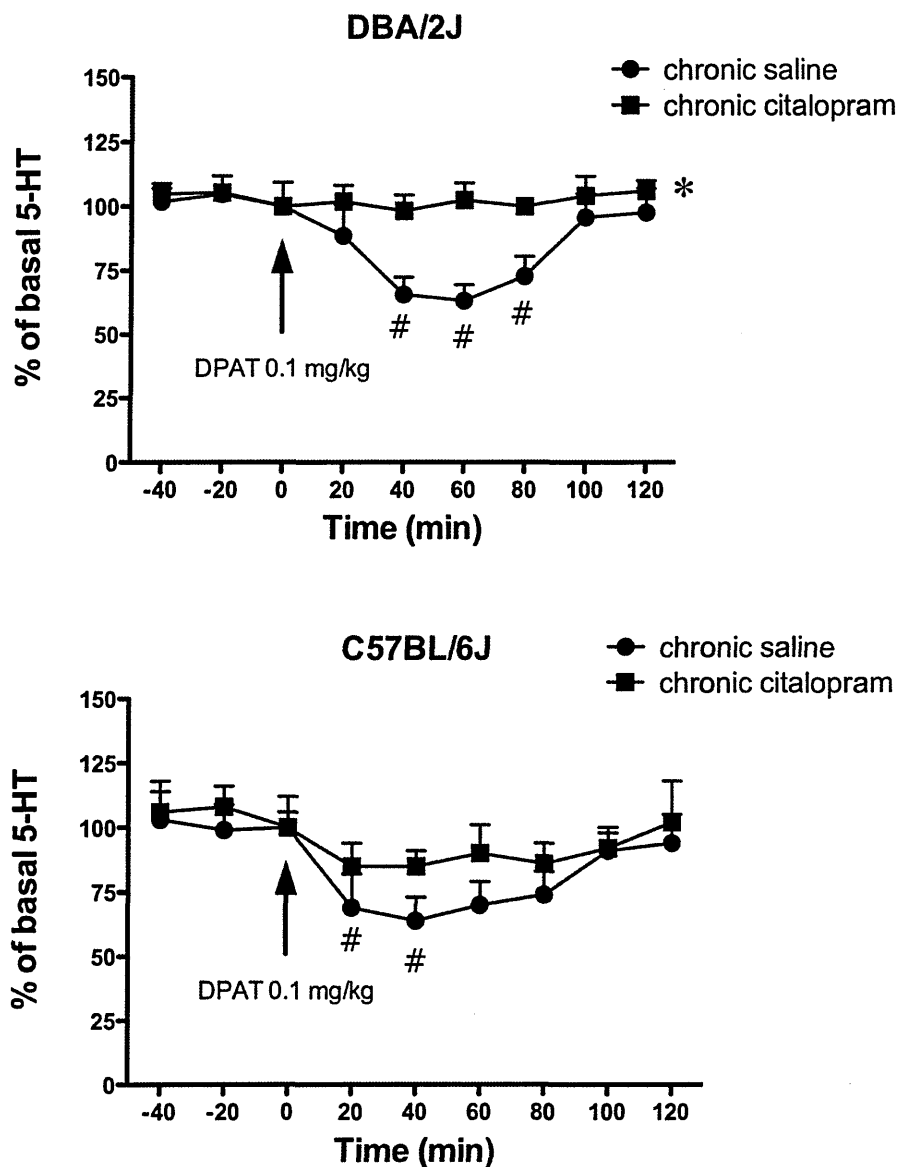 DBA/2J
chronic saline
chronic citalopram
150
125
100
75
50
25
0
% of basal 5-HT
*
# # #
DPAT 0.1 mg/kg
-40 -20 0 20 40 60 80 100 120
Time (min)
C57BL/6J
chronic saline
chronic citalopram
150
125
100
75
50
25
0
% of basal 5-HT
# #
DPAT 0.1 mg/kg
-40 -20 0 20 40 60 80 100 120
Time (min)